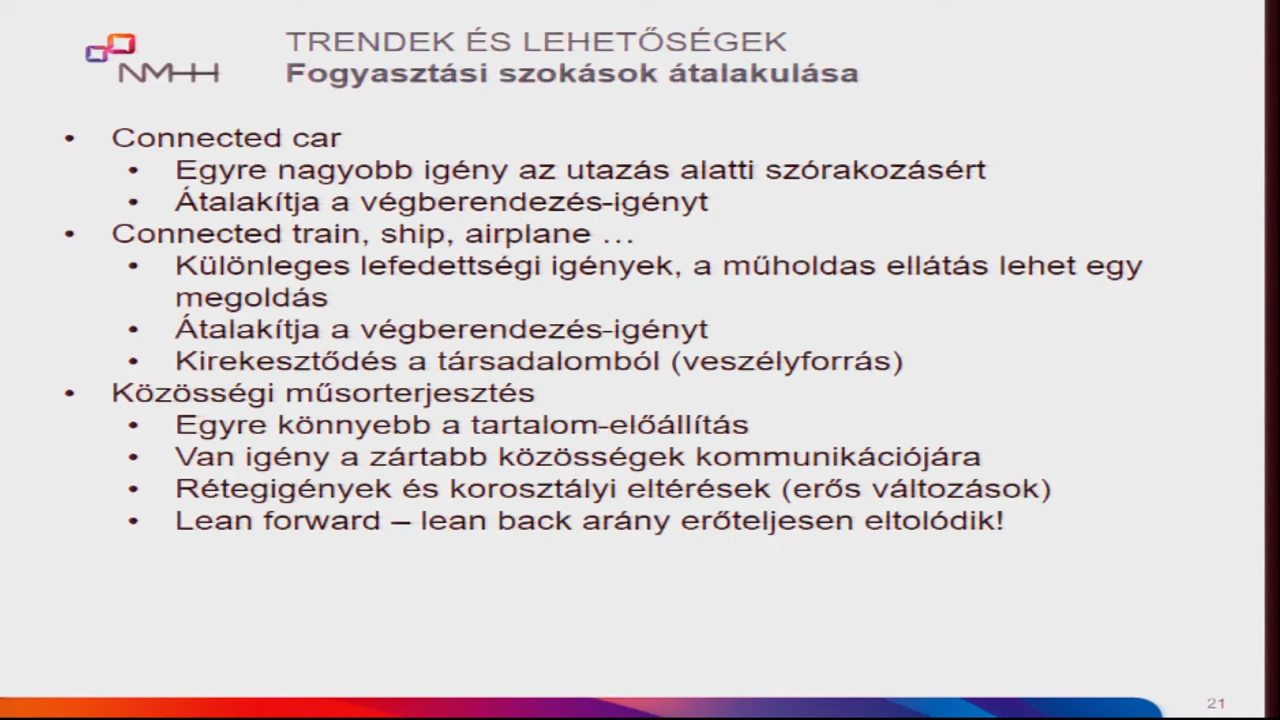 NMHH
TRENDEK ÉS LEHETŐSÉGEK
Fogyasztási szokások átalakulása
• Connected car
• Egyre nagyobb igény az utazás alatti szórakozásért
• Átalakítja a végberendezés-igényt
• Connected train, ship, airplane …
• Különleges lefedettségi igények, a műholdas ellátás lehet egy
megoldás
• Átalakítja a végberendezés-igényt
• Kirekesztődés a társadalomból (veszélyforrás)
• Közösségi műsorterjesztés
• Egyre könnyebb a tartalom-előállítás
• Van igény a zártabb közösségek kommunikációjára
• Rétegigények és korosztályi eltérések (erős változások)
• Lean forward – lean back arány erőteljesen eltolódik!
21